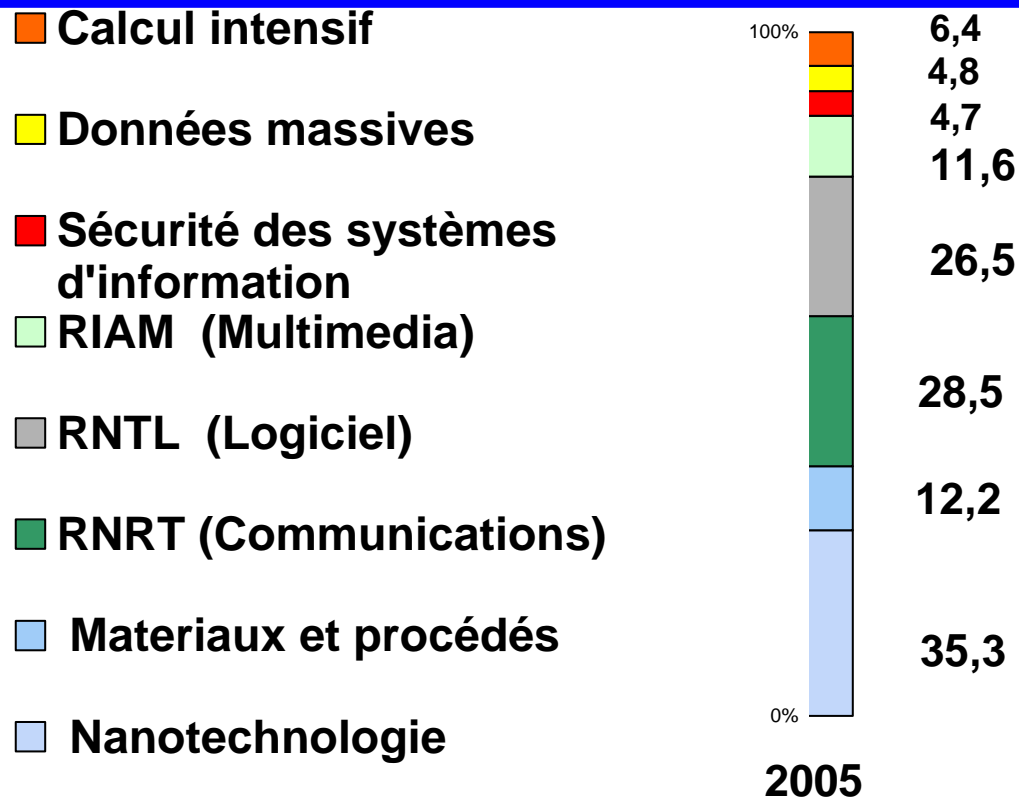 Calcul intensif
Données massives
Sécurité des systèmes
d'information
RIAM (Multimedia)
RNTL (Logiciel)
RNRT (Communications)
Materiaux et procédés
Nanotechnologie
100%
0%
2005
6,4
4,8
4,7
11,6
26,5
28,5
12,2
35,3